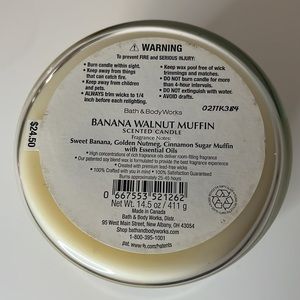 WARNING
To prevent FIRE and SERIOUS INJURY:
• Burn candle within sight.
• Keep away from things that can catch fire.
• Keep away from children and pets.
• ALWAYS trim wicks to 1/4 inch before each relighting.
• Keep wax pool free of wick trimmings and matches.
• DO NOT burn candle for more than 4-hour intervals.
• DO NOT extinguish with water.
• AVOID drafts.
Bath & Body Works
BANANA WALNUT MUFFIN
SCENTED CANDLE
Fragrance Notes:
Sweet Banana, Golden Nutmeg, Cinnamon Sugar Muffin
with Essential Oils
• High concentrations of rich fragrance oils deliver room-filling fragrance
• Our patented soy blend wax is formulated to provide the best fragrance experience
• Created with premium lead-free wicks
• 100% Crafted with you in mind • 100% Satisfaction Guaranteed
Burns approximately 25-45 hours
0 667553 521262
Net Wt. 14.5 oz / 411 g
Made in Canada
Bath & Body Works, Distr.
95 West Main Street, New Albany, OH 43054
Shop bathandbodyworks.com
1-800-395-1001
$24.50